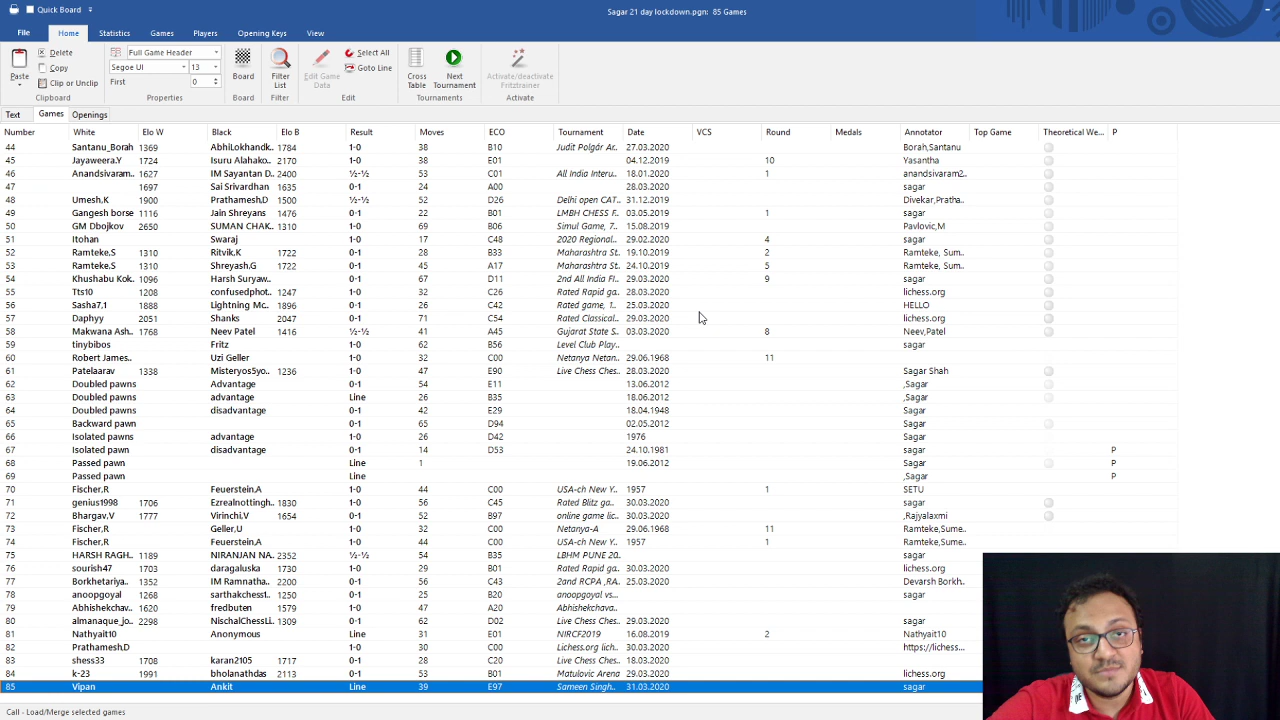 Quick Board
Sagar 21 day lockdown.pgn: 85 Games
File Home Statistics Games Players Opening Keys View
Paste Delete Copy Clip or Unclip Clipboard
Full Game Header Segoe UI 13 First 0 Properties
Board Board
Filter List Filter
Edit Game Data Select All Goto Line Edit
Cross Table Next Tournament Tournaments
Activate/deactivate Fritztrainer Activate
Text Games Openings
Number White Elo W Black Elo B Result Moves ECO Tournament Date VCS Round Medals Annotator Top Game Theoretical We... P
44 Santanu_Borah 1369 AbhiLokhandk.. 1784 1-0 38 B10 Judit Polgár Ar.. 27.03.2020 Borah,Santanu
45 Jayaweera.Y 1724 Isuru Alahako.. 2170 1-0 38 E01 04.12.2019 10 Yasantha
46 Anandsivaram.. 1627 IM Sayantan D.. 2400 ½-½ 53 C01 All India Interu.. 18.01.2020 1 anandsivaram2..
47 1697 Sai Srivardhan 1635 0-1 24 A00 28.03.2020 sagar
48 Umesh,K 1900 Prathamesh,D 1500 ½-½ 52 D26 Delhi open CAT.. 31.12.2019 Divekar,Pratha..
49 Gangesh borse 1116 Jain Shreyans 1476 0-1 22 B01 LMBH CHESS F.. 03.05.2019 1 sagar
50 GM Dbojkov 2650 SUMAN CHAK.. 1310 1-0 69 B06 Simul Game, 7.. 15.08.2019 Pavlovic,M
51 Itohan Swaraj 1-0 17 C48 2020 Regional.. 29.02.2020 4 sagar
52 Ramteke,S 1310 Ritvik,K 1722 1-0 28 B33 Maharashtra St.. 19.10.2019 2 Ramteke, Sum..
53 Ramteke,S 1310 Shreyash.G 1722 0-1 45 A17 Maharashtra St.. 24.10.2019 5 Ramteke, Sum..
54 Khushabu Kok.. 1096 Harsh Suryaw.. 0-1 67 D11 2nd All India FI.. 29.03.2020 9 sagar
55 Tts10 1208 confusedphot.. 1247 1-0 32 C26 Rated Rapid ga.. 28.03.2020 lichess.org
56 Sasha7.1 1888 Lightning Mc.. 1896 1-0 26 C42 Rated game, 1.. 25.03.2020 HELLO
57 Daphyy 2051 Shanks 2047 0-1 71 C54 Rated Classical.. 29.03.2020 lichess.org
58 Makwana Ash.. 1768 Neev Patel 1416 ½-½ 41 A45 Gujarat State S.. 03.03.2020 8 Neev,Patel
59 tinybibos Fritz 0-1 62 B56 Level Club Play.. sagar
60 Robert James.. Uzi Geller 1-0 32 C00 Netanya Netan.. 29.06.1968 11
61 Patelaarav 1338 Misteryos5yo.. 1236 1-0 47 E90 Live Chess Ches.. 28.03.2020 Sagar Shah
62 Doubled pawns Advantage 1-0 54 E11 13.06.2012 ,Sagar
63 Doubled pawns advantage Line 26 B35 18.06.2012 ,Sagar
64 Doubled pawns disadvantage 0-1 42 E29 18.04.1948 Sagar
65 Backward pawn 0-1 63 D94 02.05.2012 Sagar
66 Isolated pawns advantage 1-0 26 D42 1976 Sagar
67 Isolated pawns disadvantage 0-1 14 D53 24.10.1981 Sagar P
68 Passed pawn Line 1 19.06.2012 Sagar P
69 Passed pawn Line ,Sagar P
70 Fischer,R Feuerstein,A 1-0 44 C00 USA-ch New Y.. 1957 1 SETU
71 genius1998 1706 Ezrealnottingh.. 1830 1-0 56 C45 Rated Blitz ga.. 30.03.2020 sagar
72 Bhargav,V 1777 Virinchi,V 1654 1-0 52 B97 online game lic.. 30.03.2020 ,Rajyalaxmi
73 Fischer,R Geller,U 1-0 32 C00 Netanya-A 29.06.1968 11 Ramteke,Sume..
74 Fischer,R Feuerstein,A 1-0 44 C00 USA-ch New Y.. 1957 1 Ramteke,Sume..
75 HARSH RAGH.. 1189 NIRANJAN NA.. 2352 ½-½ 54 B35 LBHM PUNE 20.. sagar
76 sourish47 1703 daragaluska 1730 1-0 29 B01 Rated Rapid ga.. 30.03.2020 lichess.org
77 Borkhetariya.. 1352 IM Ramnatha.. 2200 0-1 56 C43 2and RCPA ,RA.. 23.03.2020 Devarsh Borkh..
78 anoopgoyal 1268 sarthakchesst.. 1250 0-1 25 B20 anoopgoyal vs.. sagar
79 Abhishekchav.. 1620 fredbuten 1579 1-0 47 A20 Abhishekchava..
80 almanaque_jo.. 2298 NischalChessLi.. 1309 0-1 62 D02 Live Chess Ches.. 29.03.2020 sagar
81 Nathyait10 Anonymous Line 31 E01 NIRCF2019 16.08.2019 2 Nathyait10
82 Prathamesh,D 1-0 30 C00 Lichess.org lich.. 30.03.2020 https://lichess...
83 shess33 1708 karan2105 1717 0-1 29 C20 Live Chess Ches.. 18.03.2020
84 k-23 1991 bholanathdas 2113 0-1 53 B01 Matulovic Arena 29.03.2020 lichess.org
85 Vipan Ankit Line 39 E97 Sameen Singh.. 31.03.2020 sagar
Call - Load/Merge selected games